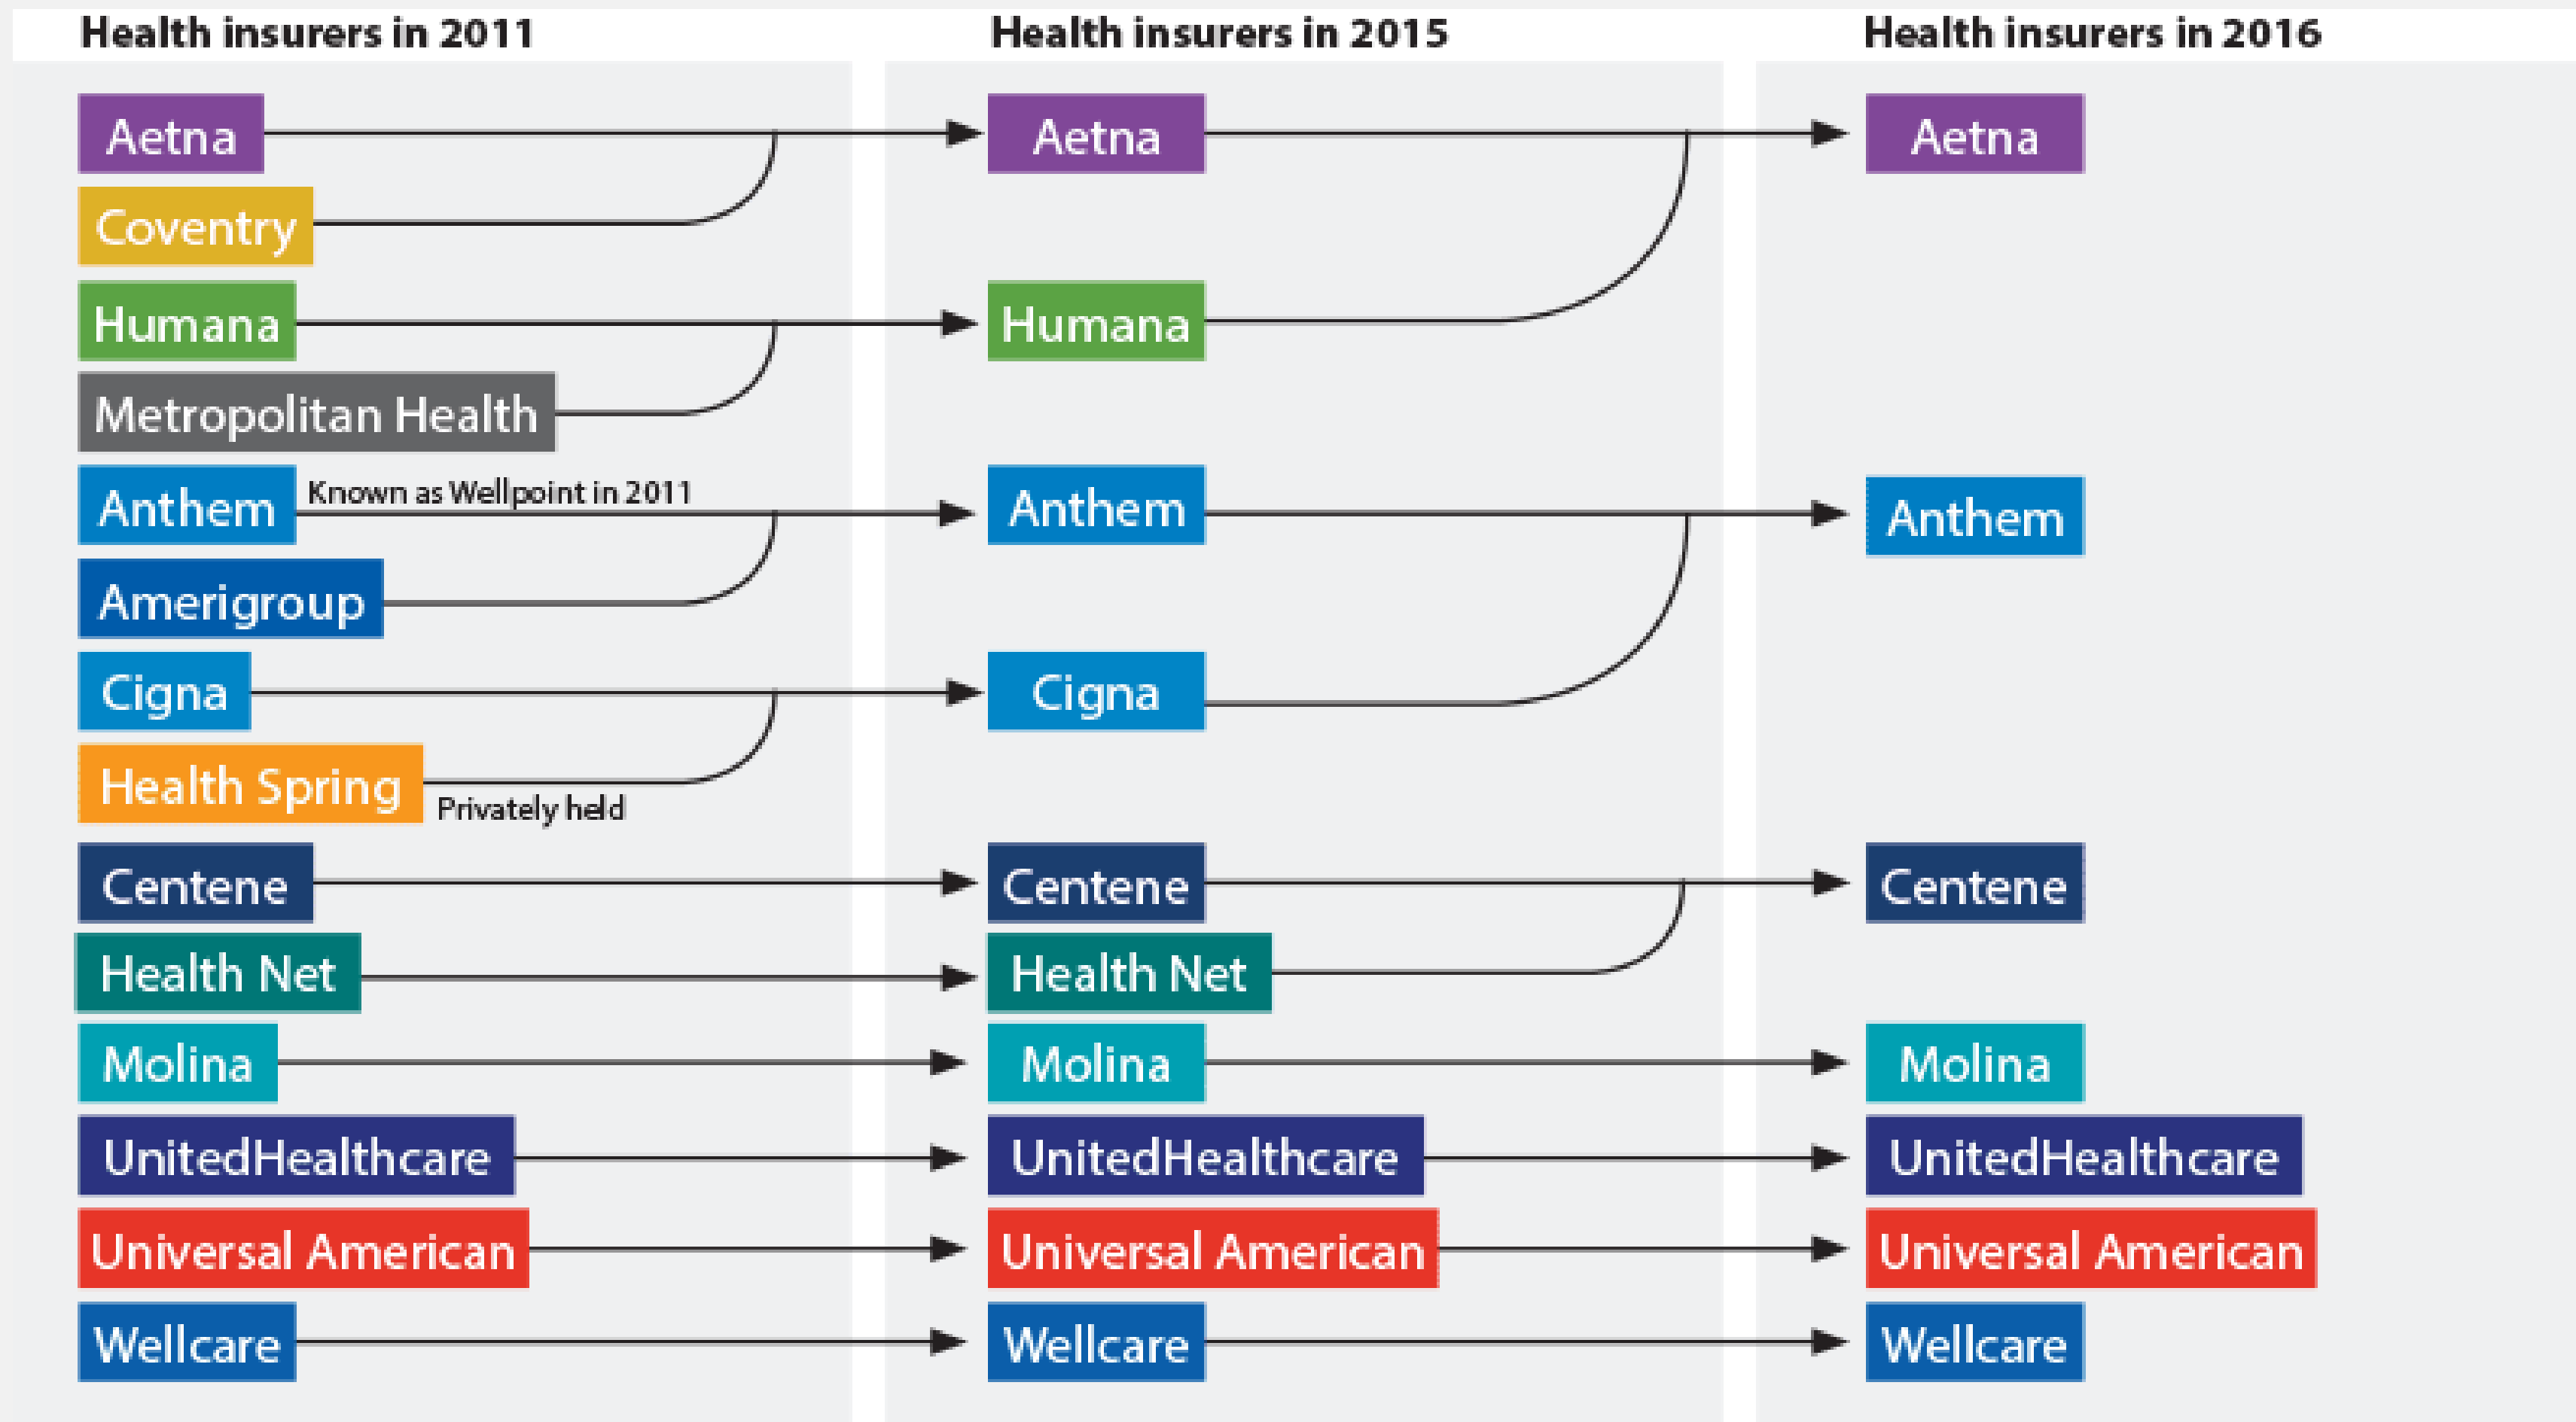 Health insurers in 2011
Aetna
Coventry
Humana
Metropolitan Health
Anthem
Known as Wellpoint in 2011
Amerigroup
Cigna
Health Spring
Privately held
Centene
Health Net
Molina
UnitedHealthcare
Universal American
Wellcare
Health insurers in 2015
Aetna
Humana
Anthem
Cigna
Centene
Health Net
Molina
UnitedHealthcare
Universal American
Wellcare
Health insurers in 2016
Aetna
Anthem
Centene
Molina
UnitedHealthcare
Universal American
Wellcare